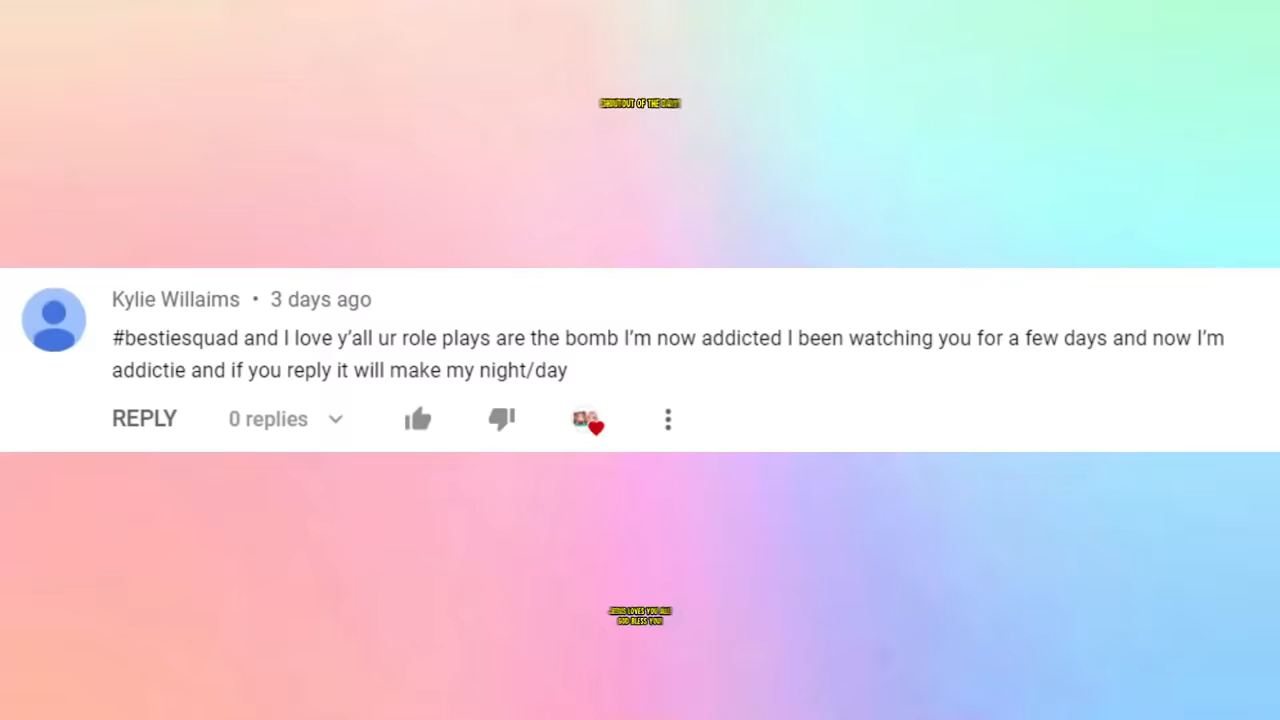 SHOUTOUT OF THE DAY!
Kylie Willaims • 3 days ago
#bestiesquad and I love y’all ur role plays are the bomb I’m now addicted I been watching you for a few days and now I’m
addictie and if you reply it will make my night/day
REPLY 0 replies
JESUS LOVES YOU ALL!
GOD BLESS YOU!